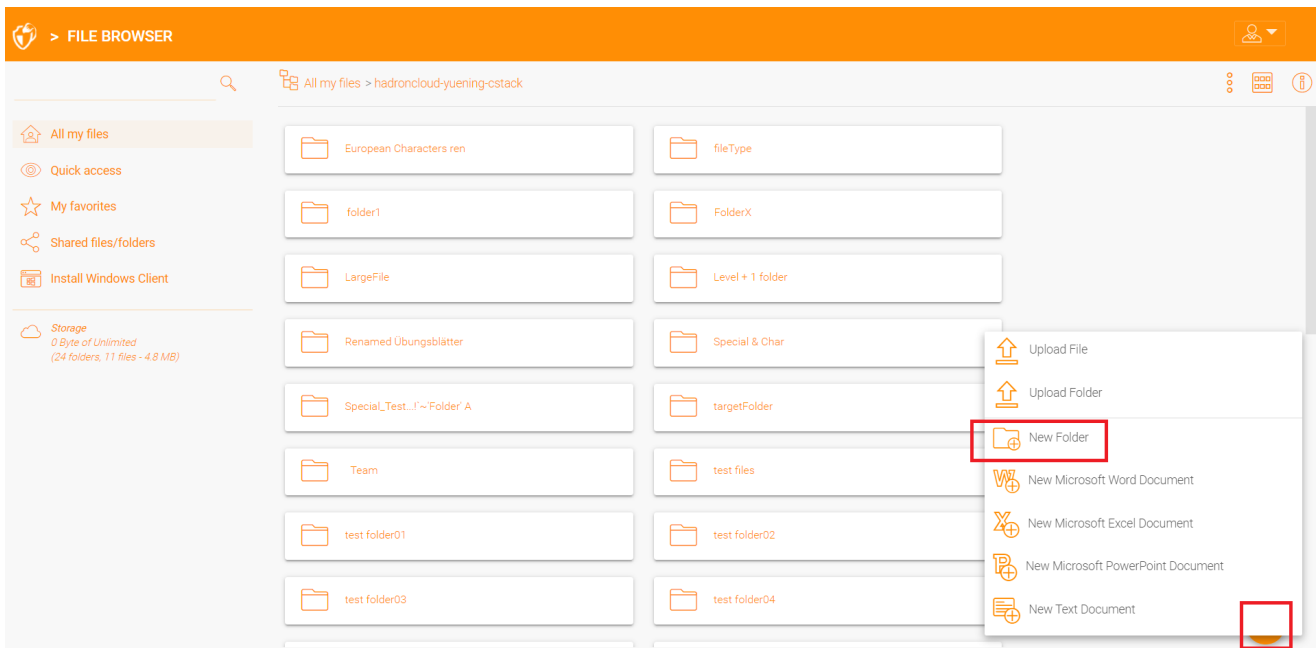 > FILE BROWSER
All my files > hadroncloud-yuening-cstack
All my files
Quick access
My favorites
Shared files/folders
Install Windows Client
Storage
0 Byte of Unlimited
(24 folders, 11 files - 4.8 MB)
European Characters ren
fileType
folder1
FolderX
LargeFile
Level + 1 folder
Renamed Übungsblätter
Special & Char
Special_Test...!`~'Folder' A
targetFolder
Team
test files
test folder01
test folder02
test folder03
test folder04
Upload File
Upload Folder
New Folder
New Microsoft Word Document
New Microsoft Excel Document
New Microsoft PowerPoint Document
New Text Document